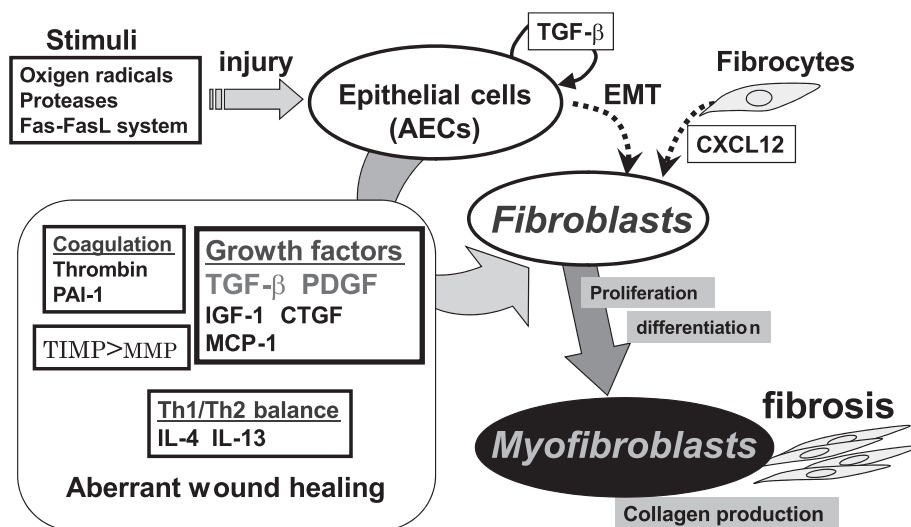 Stimuli
Oxigen radicals
Proteases
Fas-FasL system
injury
Epithelial cells
(AECs)
TGF-β
EMT
Fibrocytes
CXCL12
Fibroblasts
Coagulation
Thrombin
PAI-1
Growth factors
TGF-β PDGF
IGF-1 CTGF
MCP-1
TIMP>MMP
Th1/Th2 balance
IL-4 IL-13
Aberrant wound healing
Proliferation
differentiation
Myofibroblasts
fibrosis
Collagen production